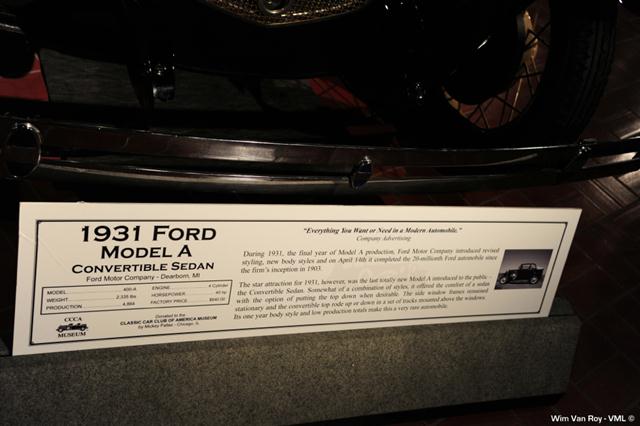 1931 FORD
MODEL A
CONVERTIBLE SEDAN
Ford Motor Company - Dearborn, MI
MODEL 400-A ENGINE 4 Cylinder
WEIGHT 2,335 lbs HORSEPOWER 40 hp
PRODUCTION 4,864 FACTORY PRICE $640.00
CCCA
MUSEUM
Donated to the
CLASSIC CAR CLUB OF AMERICA MUSEUM
by Mickey Pallas - Chicago, IL
"Everything You Want or Need in a Modern Automobile."
Company Advertising
During 1931, the final year of Model A production, Ford Motor Company introduced revised
styling, new body styles and on April 14th it completed the 20-millionth Ford automobile since
the firm's inception in 1903.
The star attraction for 1931, however, was the last totally new Model A introduced to the public -
the Convertible Sedan. Somewhat of a combination of styles, it offered the comfort of a sedan
with the option of putting the top down when desirable. The side window frames remained
stationary and the convertible top rode up or down in a set of tracks mounted above the windows.
Its one year body style and low production totals make this a very rare automobile.
Wim Van Roy - VML ©